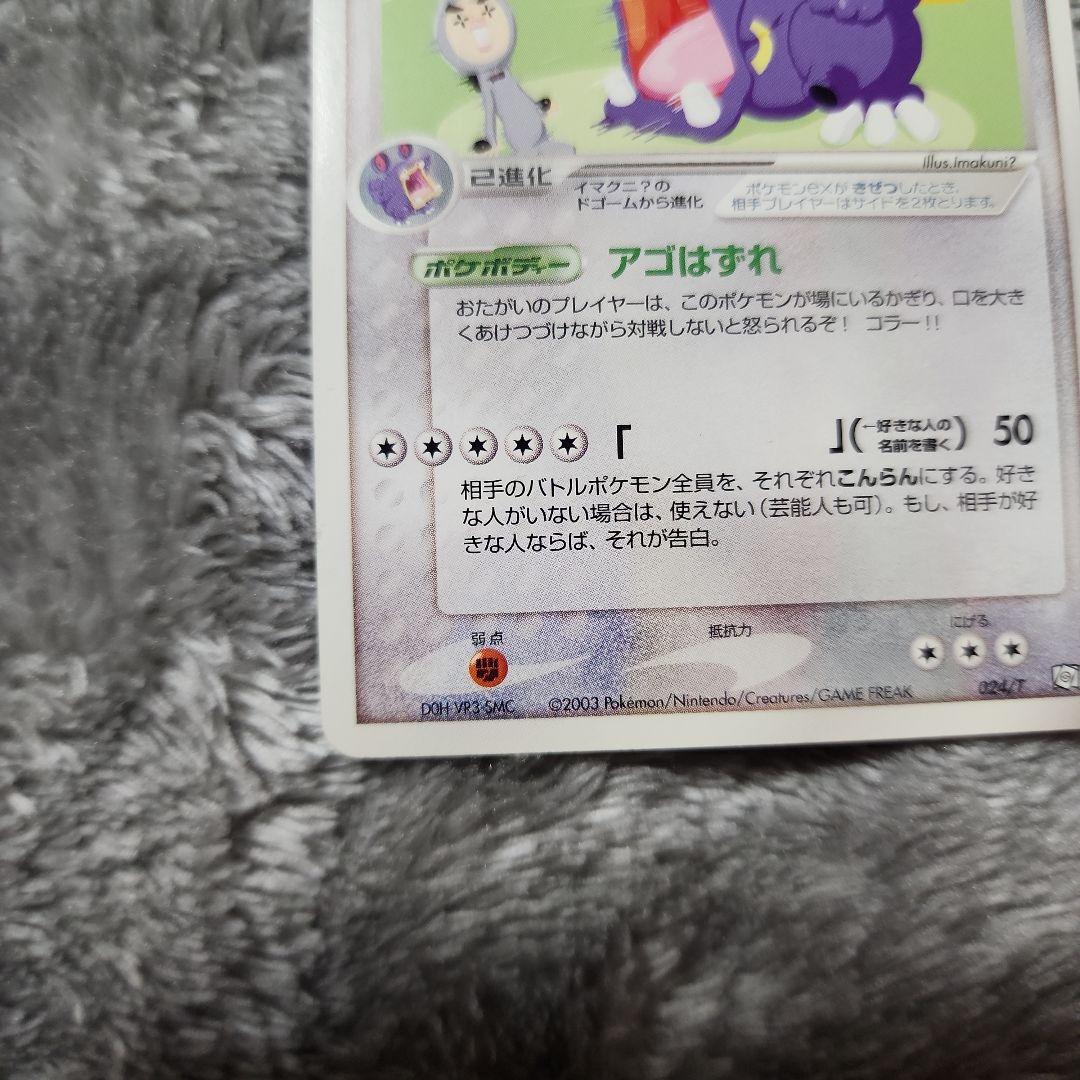 Illus.Imakuni?
己進化
イマクニ？の
ドゴームから進化
ポケモンexが きぜつしたとき、
相手プレイヤーはサイドを2枚とります。
ポケボディー アゴはずれ
おたがいのプレイヤーは、このポケモンが場にいるかぎり、口を大き
くあけつづけながら対戦しないと怒られるぞ！ コラー！！
「 」(←好きな人の名前を書く) 50
相手のバトルポケモン全員を、それぞれこんらんにする。好き
な人がいない場合は、使えない（芸能人も可）。もし、相手が好
きな人ならば、それが告白。
弱点 抵抗力 にげる
D0H VP3 SMC ©2003 Pokémon/Nintendo/Creatures/GAME FREAK 024/T